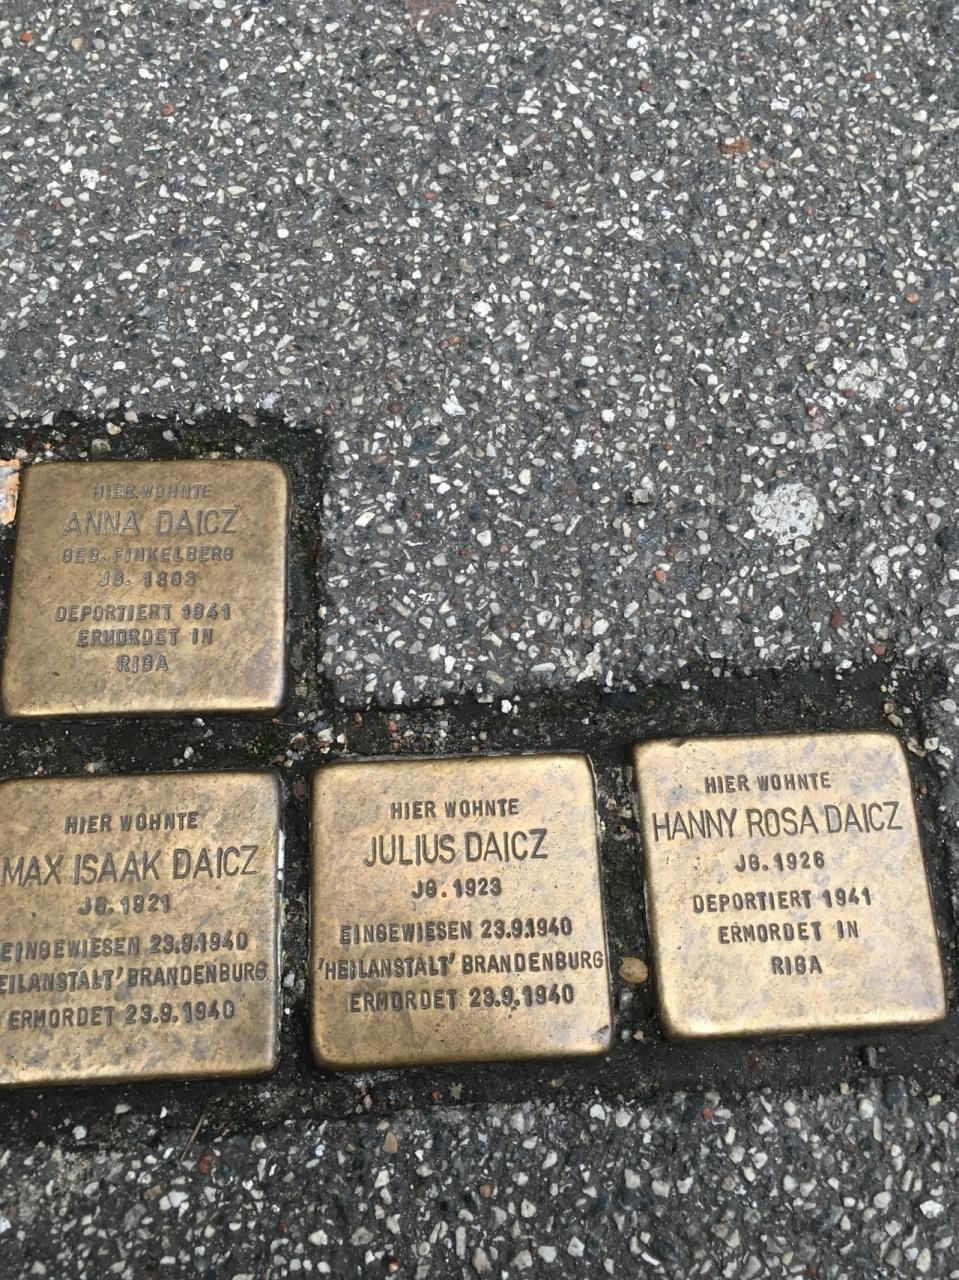 HIER WOHNTE
ANNA DAICZ
GEB. FINKELBERG
JG. 1893
DEPORTIERT 1941
ERMORDET IN
RIGA
HIER WOHNTE
MAX ISAAK DAICZ
JG. 1921
EINGEWIESEN 23.9.1940
EILANSTALT' BRANDENBURG
ERMORDET 23.9.1940
HIER WOHNTE
JULIUS DAICZ
JG. 1923
EINGEWIESEN 23.9.1940
'HEILANSTALT' BRANDENBURG
ERMORDET 23.9.1940
HIER WOHNTE
HANNY ROSA DAICZ
JG. 1926
DEPORTIERT 1941
ERMORDET IN
RIGA